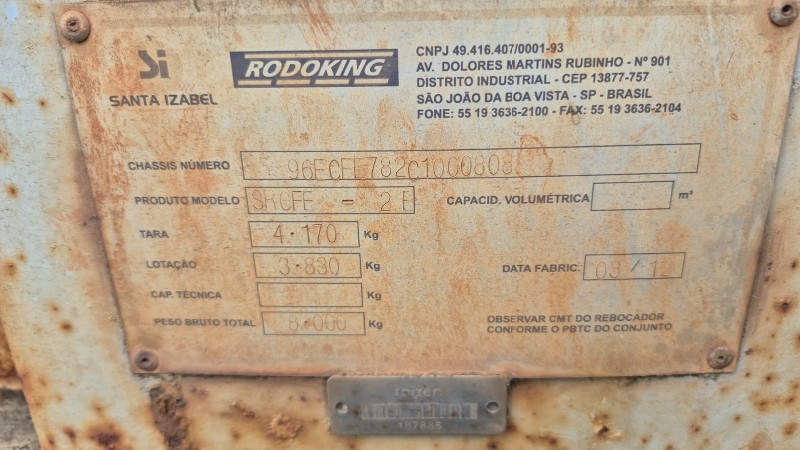 Si
SANTA IZABEL
RODOKING
CNPJ 49.416.407/0001-93
AV. DOLORES MARTINS RUBINHO - Nº 901
DISTRITO INDUSTRIAL - CEP 13877-757
SÃO JOÃO DA BOA VISTA - SP - BRASIL
FONE: 55 19 3636-2100 - FAX: 55 19 3636-2104
CHASSIS NÚMERO
PRODUTO MODELO
CAPACID. VOLUMÉTRICA m³
TARA 4.170 Kg
LOTAÇÃO 3.830 Kg
DATA FABRIC. 03/12
CAP. TÉCNICA Kg
PESO BRUTO TOTAL 8.000 Kg
OBSERVAR CMT DO REBOCADOR
CONFORME O PBTC DO CONJUNTO
raízen
187885